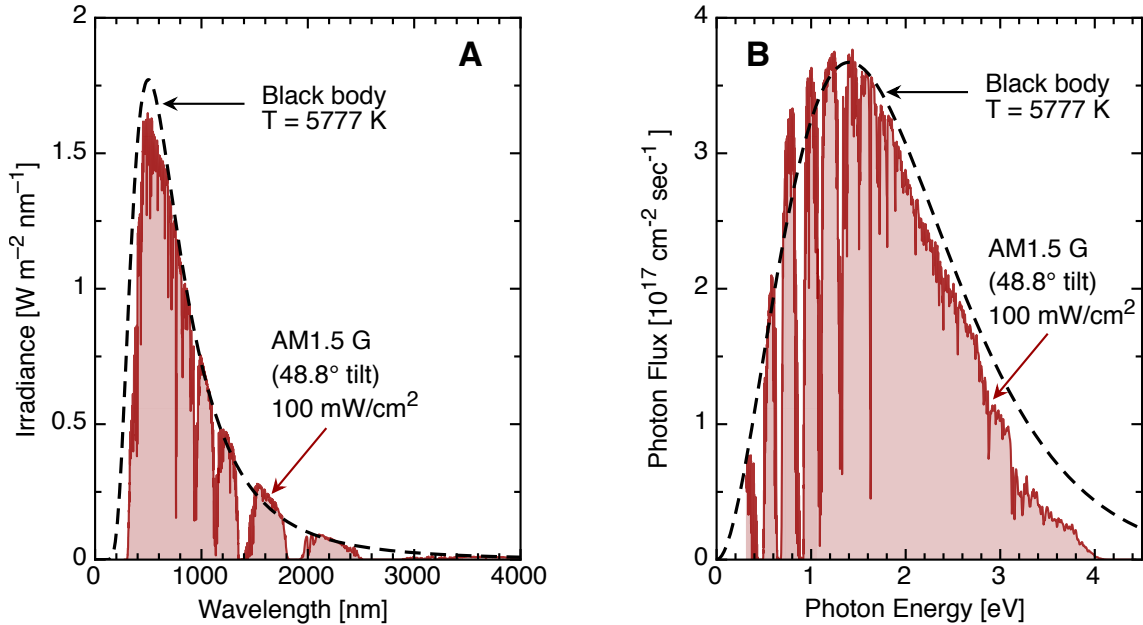 A
Black body
T = 5777 K
AM1.5 G
(48.8° tilt)
100 mW/cm²
Irradiance [W m⁻² nm⁻¹]
2
1.5
1
0.5
0
0
1000
2000
3000
4000
Wavelength [nm]
B
Black body
T = 5777 K
AM1.5 G
(48.8° tilt)
100 mW/cm²
Photon Flux [10¹⁷ cm⁻² sec⁻¹ ]
4
3
2
1
0
0
1
2
3
4
Photon Energy [eV]